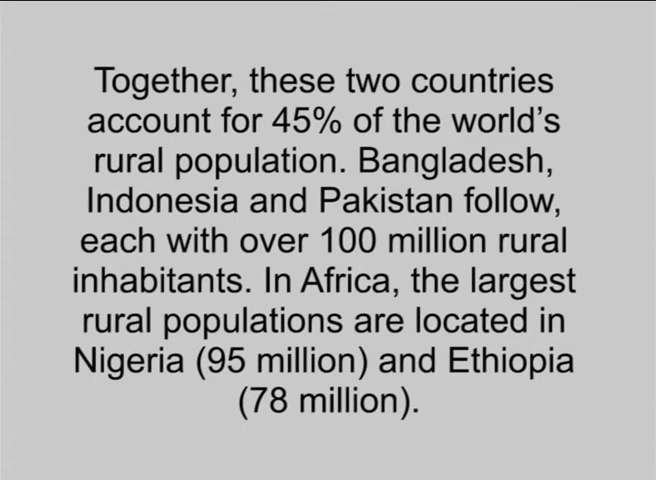 Together, these two countries
account for 45% of the world’s
rural population. Bangladesh,
Indonesia and Pakistan follow,
each with over 100 million rural
inhabitants. In Africa, the largest
rural populations are located in
Nigeria (95 million) and Ethiopia
(78 million).